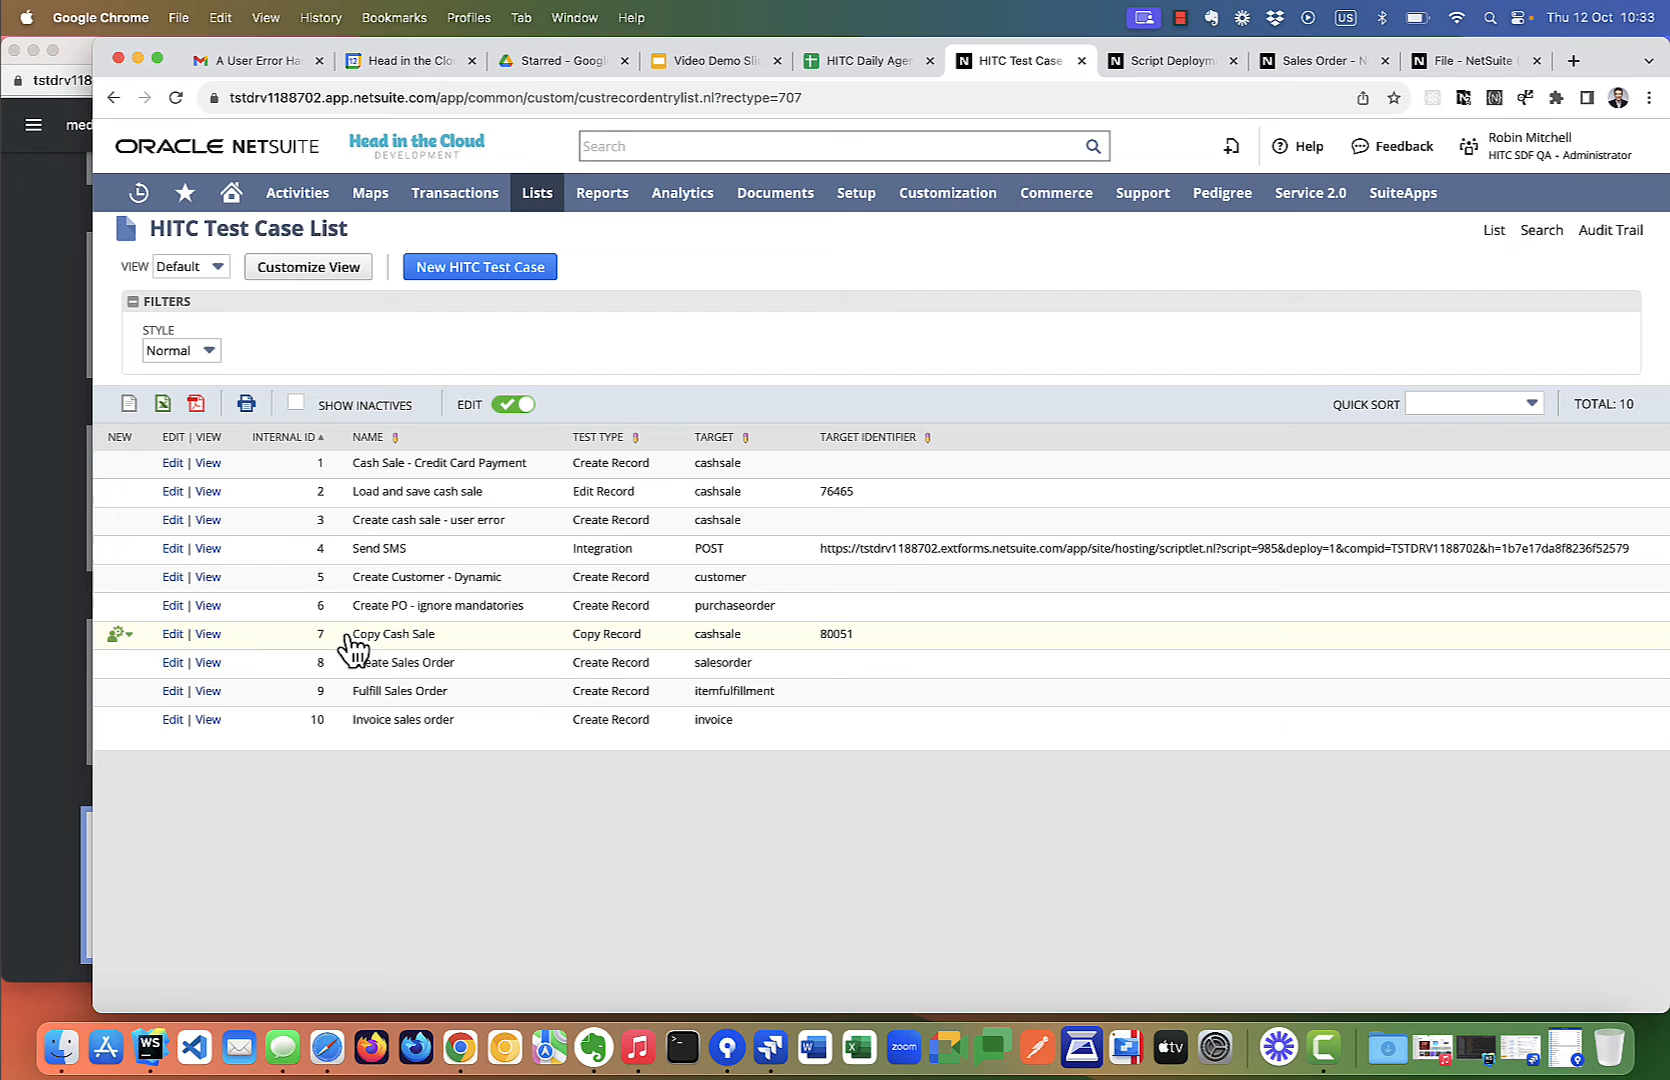 Google Chrome File Edit View History Bookmarks Profiles Tab Window Help US Thu 12 Oct 10:33
A User Error Ha
Head in the Clo
Starred - Googl
Video Demo Sli
HITC Daily Agen
HITC Test Case
Script Deploym
Sales Order - N
File - NetSuite (
tstdrv118
tstdrv1188702.app.netsuite.com/app/common/custom/custrecordentrylist.nl?rectype=707
med
ORACLE NETSUITE
Head in the Cloud
DEVELOPMENT
Search
Help
Feedback
Robin Mitchell
HITC SDF QA - Administrator
Activities Maps Transactions Lists Reports Analytics Documents Setup Customization Commerce Support Pedigree Service 2.0 SuiteApps
HITC Test Case List
List Search Audit Trail
VIEW Default Customize View New HITC Test Case
FILTERS
STYLE
Normal
SHOW INACTIVES EDIT QUICK SORT TOTAL: 10
NEW EDIT | VIEW INTERNAL ID NAME TEST TYPE TARGET TARGET IDENTIFIER
Edit | View 1 Cash Sale - Credit Card Payment Create Record cashsale
Edit | View 2 Load and save cash sale Edit Record cashsale 76465
Edit | View 3 Create cash sale - user error Create Record cashsale
Edit | View 4 Send SMS Integration POST https://tstdrv1188702.extforms.netsuite.com/app/site/hosting/scriptlet.nl?script=985&deploy=1&compid=TSTDRV1188702&h=1b7e17da8f8236f52579
Edit | View 5 Create Customer - Dynamic Create Record customer
Edit | View 6 Create PO - ignore mandatories Create Record purchaseorder
Edit | View 7 Copy Cash Sale Copy Record cashsale 80051
Edit | View 8 eate Sales Order Create Record salesorder
Edit | View 9 Fulfill Sales Order Create Record itemfulfillment
Edit | View 10 Invoice sales order Create Record invoice
WS
zoom
tv